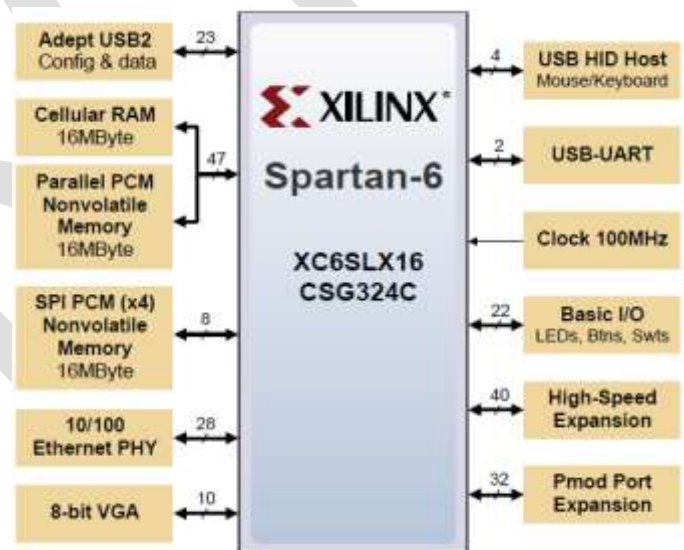 Adept USB2
Config & data
23
Cellular RAM
16MByte
47
Parallel PCM
Nonvolatile
Memory
16MByte
SPI PCM (x4)
Nonvolatile
Memory
16MByte
8
10/100
Ethernet PHY
28
8-bit VGA
10
XILINX®
Spartan-6
XC6SLX16
CSG324C
4
USB HID Host
Mouse/Keyboard
2
USB-UART
Clock 100MHz
22
Basic I/O
LEDs, Btns, Swts
40
High-Speed
Expansion
32
Pmod Port
Expansion